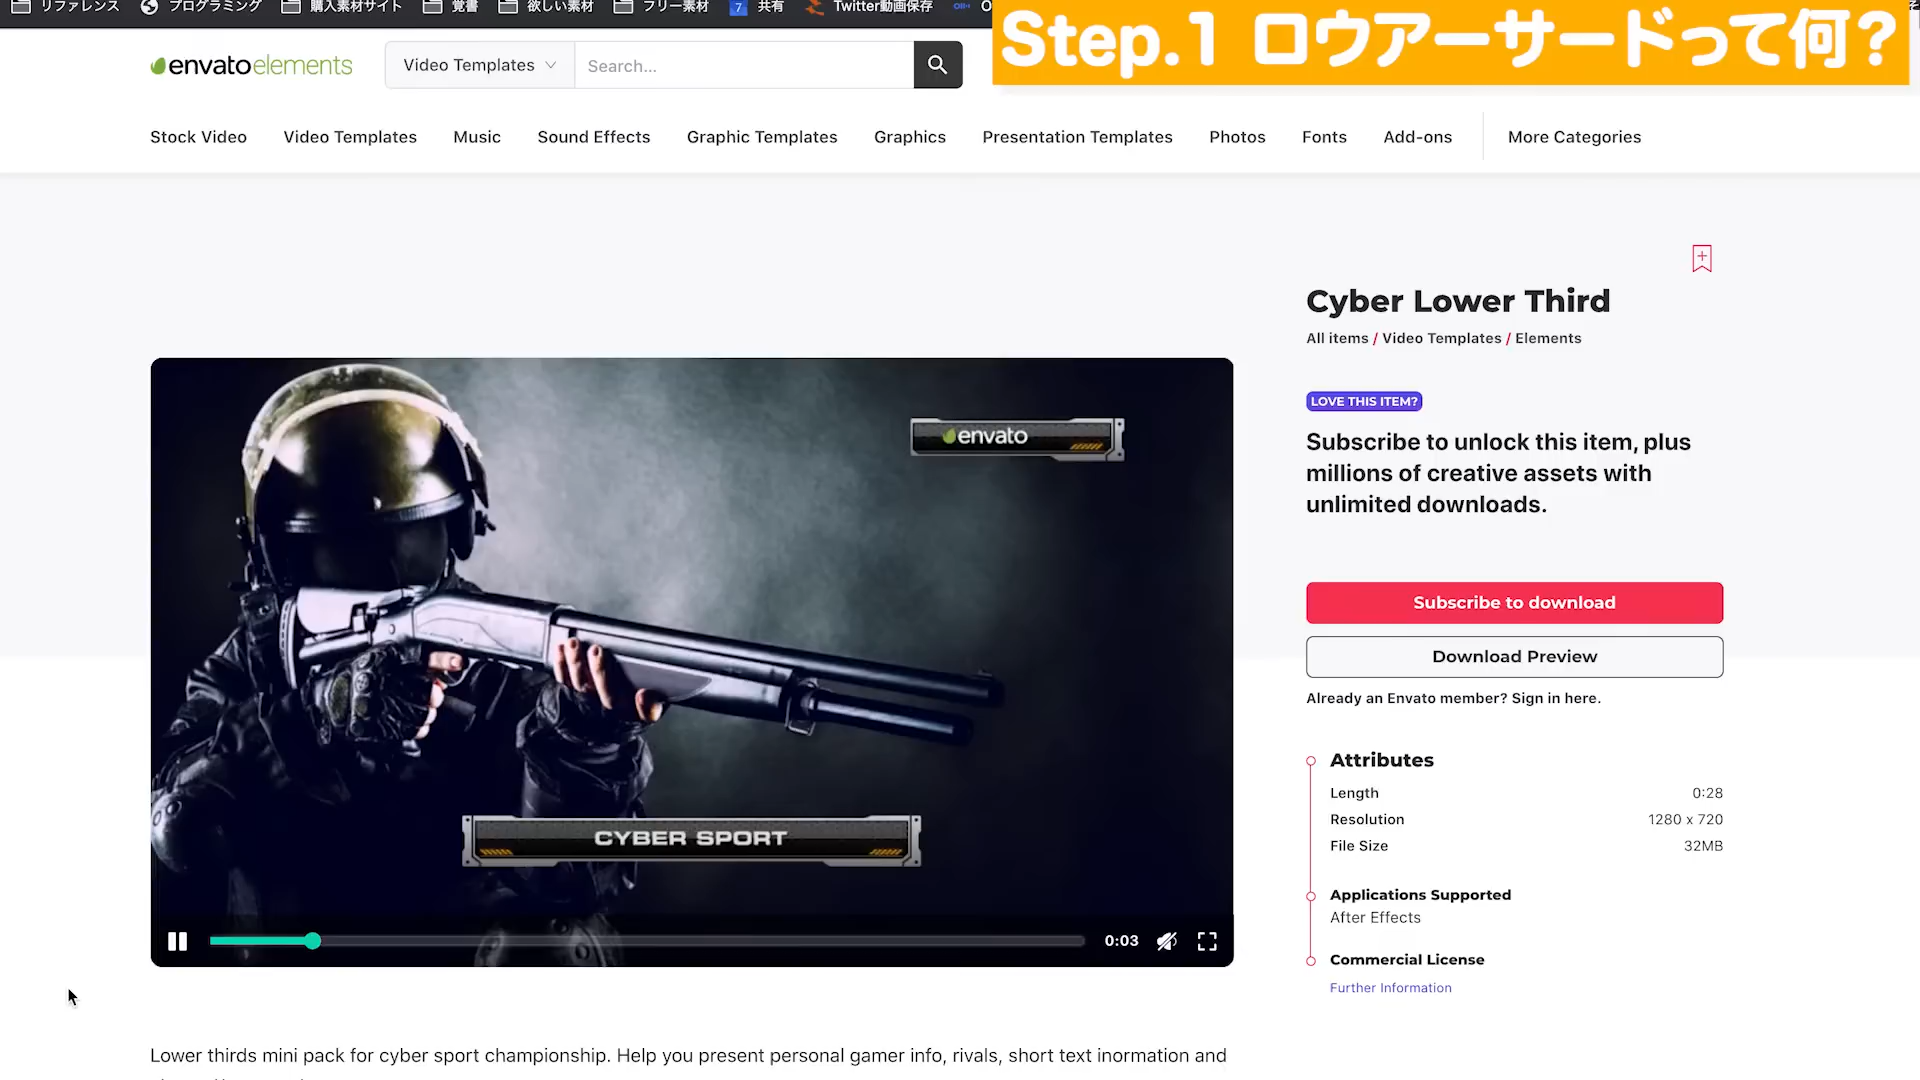 リファレンス プログラミング 購入素材サイト 覚書 欲しい素材 フリー素材 7 共有 Twitter動画保存
Step.1 ロウアーサードって何?
envatoelements Video Templates Search...
Stock Video Video Templates Music Sound Effects Graphic Templates Graphics Presentation Templates Photos Fonts Add-ons More Categories
Cyber Lower Third
All items / Video Templates / Elements
LOVE THIS ITEM?
Subscribe to unlock this item, plus
millions of creative assets with
unlimited downloads.
envato
CYBER SPORT
0:03
Subscribe to download
Download Preview
Already an Envato member? Sign in here.
Attributes
Length 0:28
Resolution 1280 x 720
File Size 32MB
Applications Supported
After Effects
Commercial License
Further Information
Lower thirds mini pack for cyber sport championship. Help you present personal gamer info, rivals, short text inormation and